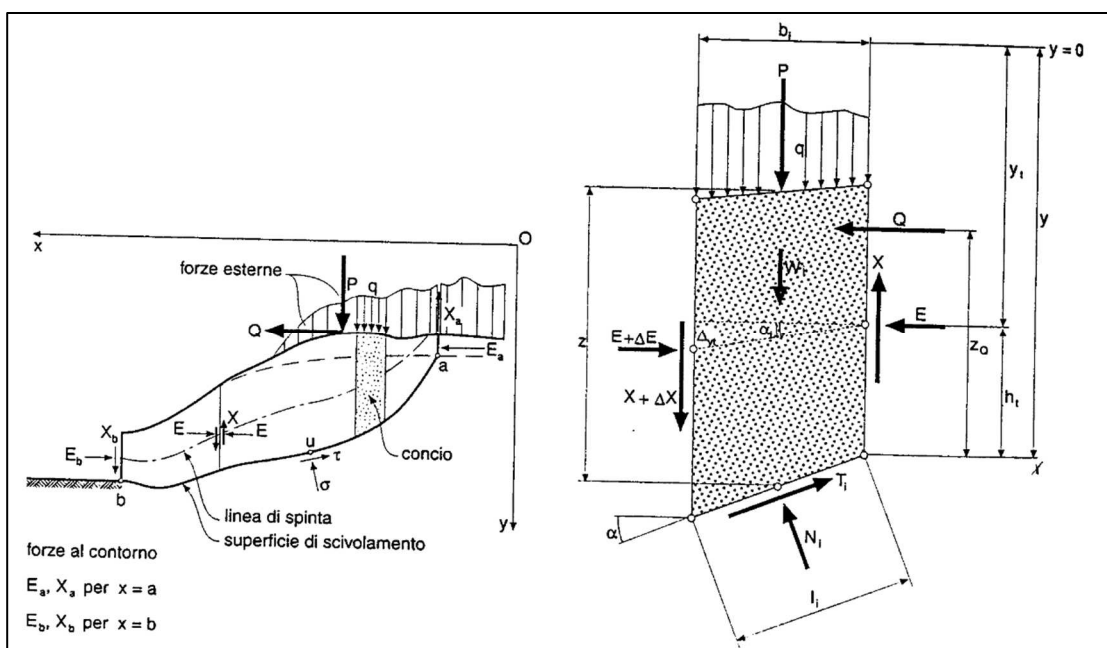 x
O
forze esterne
P
q
Q
X_a
E_a
a
X_b
E_b
X
E
E
u
τ
σ
b
concio
y
linea di spinta
superficie di scivolamento
forze al contorno
E_a, X_a per x = a
E_b, X_b per x = b
b_i
y=0
P
q
y_t
y
Q
W_i
X
E
z
E+ΔE
X + ΔX
z_Q
h_t
T_i
N_i
α
l_i